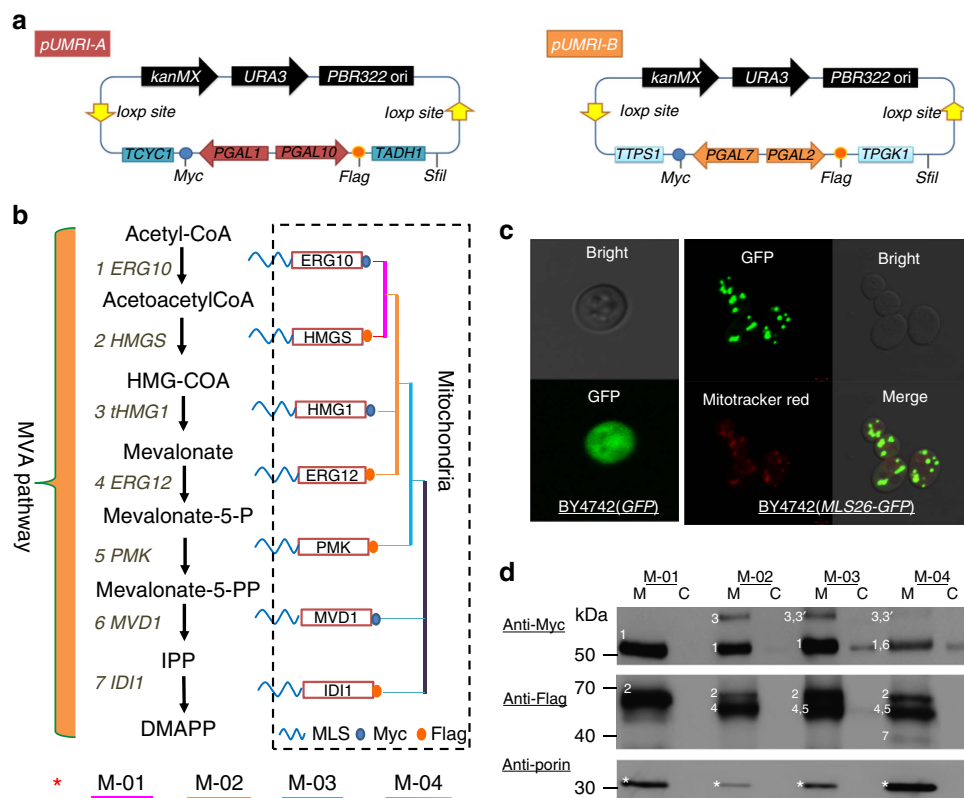 a
pUMRI-A
kanMX URA3 PBR322 ori
loxp site loxp site
TCYC1 PGAL1 PGAL10 TADH1
Myc Flag SfiI
pUMRI-B
kanMX URA3 PBR322 ori
loxp site loxp site
TTPS1 PGAL7 PGAL2 TPGK1
Myc Flag SfiI
b
MVA pathway
Acetyl-CoA
1 ERG10
AcetoacetylCoA
2 HMGS
HMG-COA
3 tHMG1
Mevalonate
4 ERG12
Mevalonate-5-P
5 PMK
Mevalonate-5-PP
6 MVD1
IPP
7 IDI1
DMAPP
ERG10
HMGS
HMG1
ERG12
PMK
MVD1
IDI1
Mitochondria
MLS Myc Flag
* M-01 M-02 M-03 M-04
c
Bright
GFP
BY4742(GFP)
GFP
Bright
Mitotracker red
Merge
BY4742(MLS26-GFP)
d
M-01 M-02 M-03 M-04
kDa M C M C M C M C
Anti-Myc
50
1
3
1
3,3′
1
3,3′
1,6
Anti-Flag
70
40
2
2
4
2
4,5
2
4,5
7
Anti-porin
30
* * * *